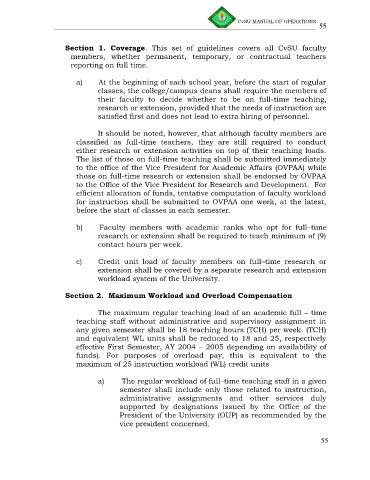 CvSU MANUAL OF OPERATIONS
55
Section 1. Coverage. This set of guidelines covers all CvSU faculty
members, whether permanent, temporary, or contractual teachers
reporting on full time.
a) At the beginning of each school year, before the start of regular
classes, the college/campus deans shall require the members of
their faculty to decide whether to be on full-time teaching,
research or extension, provided that the needs of instruction are
satisfied first and does not lead to extra hiring of personnel.
It should be noted, however, that although faculty members are
classified as full-time teachers, they are still required to conduct
either research or extension activities on top of their teaching loads.
The list of those on full-time teaching shall be submitted immediately
to the office of the Vice President for Academic Affairs (OVPAA) while
those on full-time research or extension shall be endorsed by OVPAA
to the Office of the Vice President for Research and Development. For
efficient allocation of funds, tentative computation of faculty workload
for instruction shall be submitted to OVPAA one week, at the latest,
before the start of classes in each semester.
b) Faculty members with academic ranks who opt for full–time
research or extension shall be required to teach minimum of (9)
contact hours per week.
c) Credit unit load of faculty members on full–time research or
extension shall be covered by a separate research and extension
workload system of the University.
Section 2. Maximum Workload and Overload Compensation
The maximum regular teaching load of an academic full – time
teaching staff without administrative and supervisory assignment in
any given semester shall be 18 teaching hours (TCH) per week. (TCH)
and equivalent WL units shall be reduced to 18 and 25, respectively
effective First Semester, AY 2004 – 2005 depending on availability of
funds). For purposes of overload pay, this is equivalent to the
maximum of 25 instruction workload (WL) credit units
a) The regular workload of full–time teaching staff in a given
semester shall include only those related to instruction,
administrative assignments and other services duly
supported by designations issued by the Office of the
President of the University (OUP) as recommended by the
vice president concerned.
55